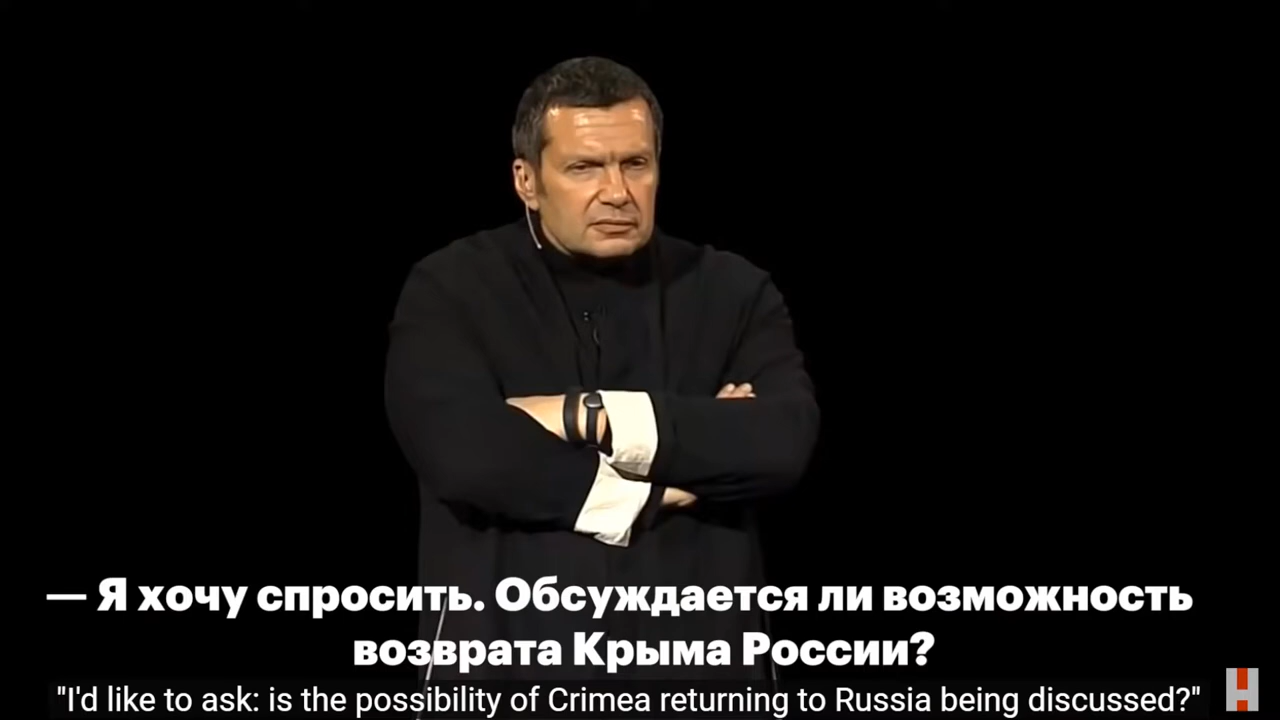 — Я хочу спросить. Обсуждается ли возможность
возврата Крыма России?
"I'd like to ask: is the possibility of Crimea returning to Russia being discussed?"